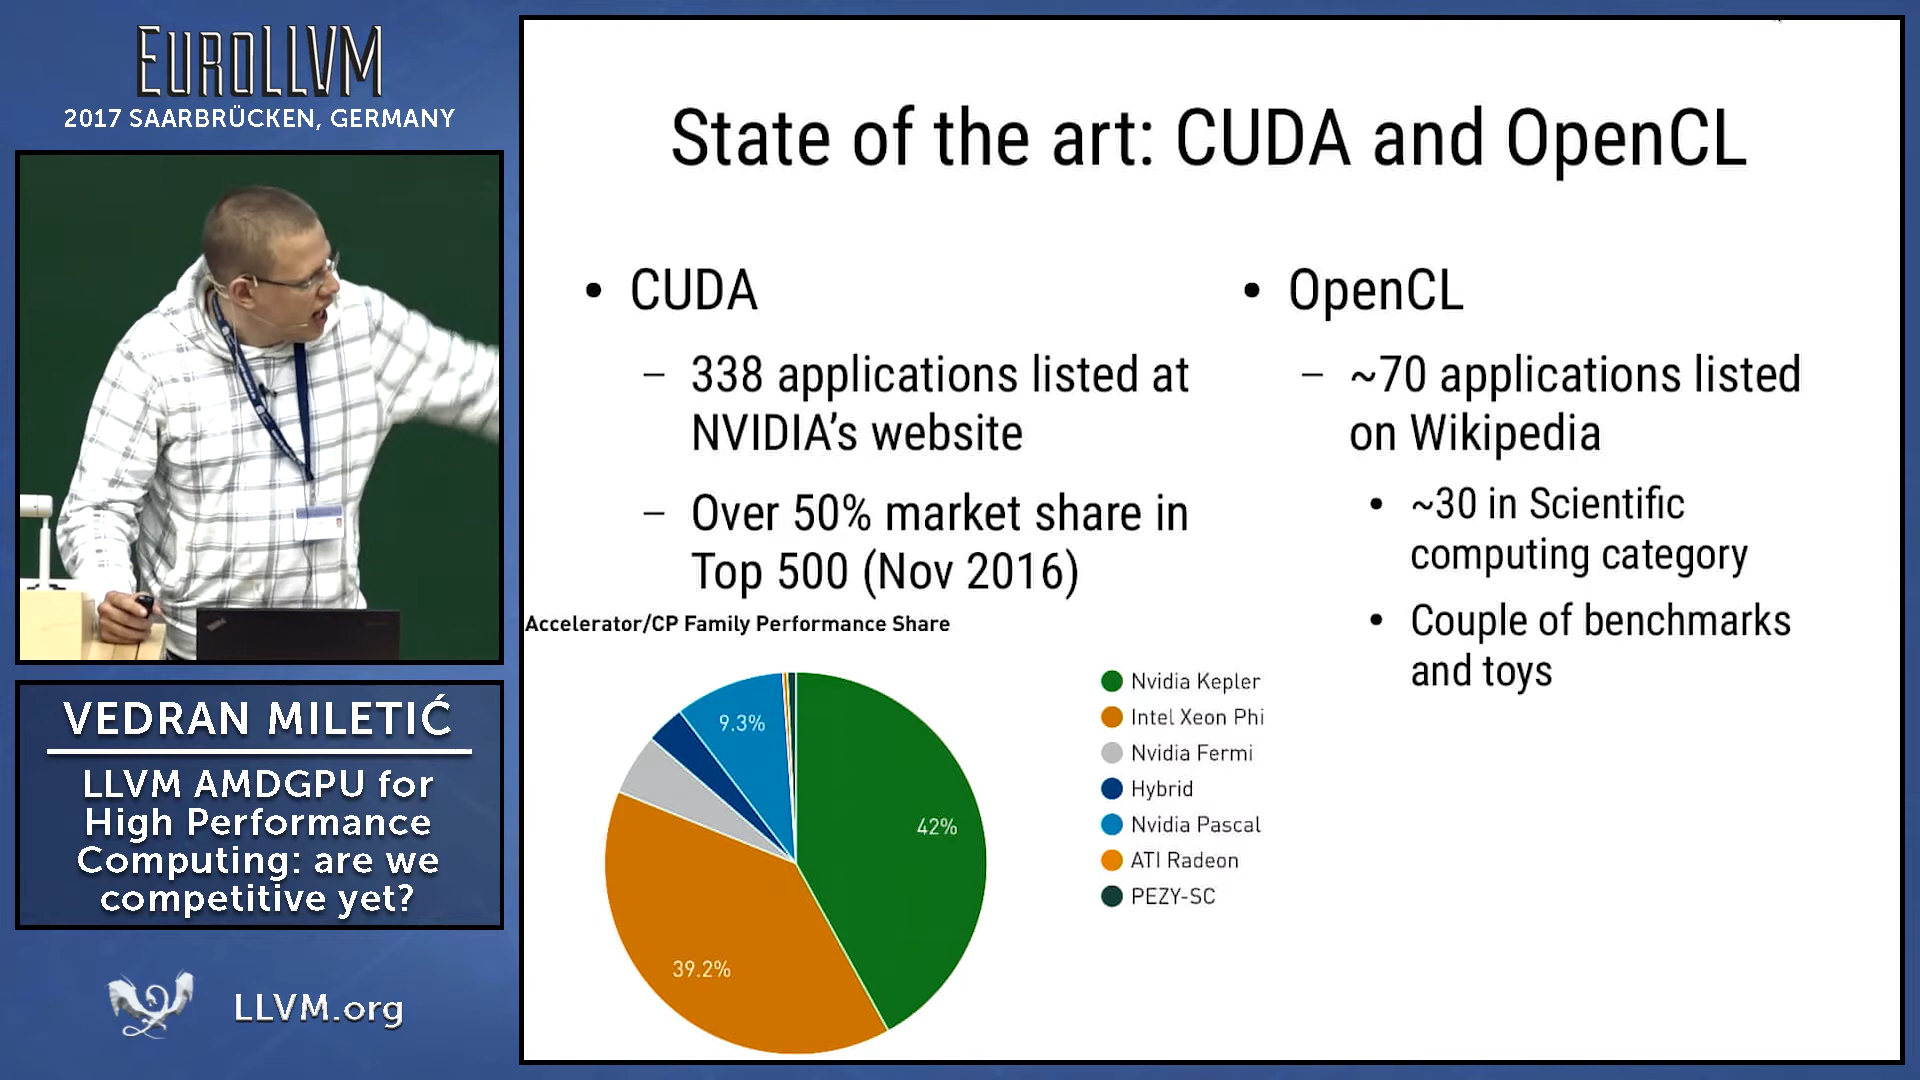 EUROLLVM
2017 SAARBRÜCKEN, GERMANY
VEDRAN MILETIĆ
LLVM AMDGPU for
High Performance
Computing: are we
competitive yet?
LLVM.org
State of the art: CUDA and OpenCL
• CUDA
– 338 applications listed at
NVIDIA’s website
– Over 50% market share in
Top 500 (Nov 2016)
• OpenCL
– ~70 applications listed
on Wikipedia
• ~30 in Scientific
computing category
• Couple of benchmarks
and toys
Accelerator/CP Family Performance Share
9.3%
42%
39.2%
Nvidia Kepler
Intel Xeon Phi
Nvidia Fermi
Hybrid
Nvidia Pascal
ATI Radeon
PEZY-SC